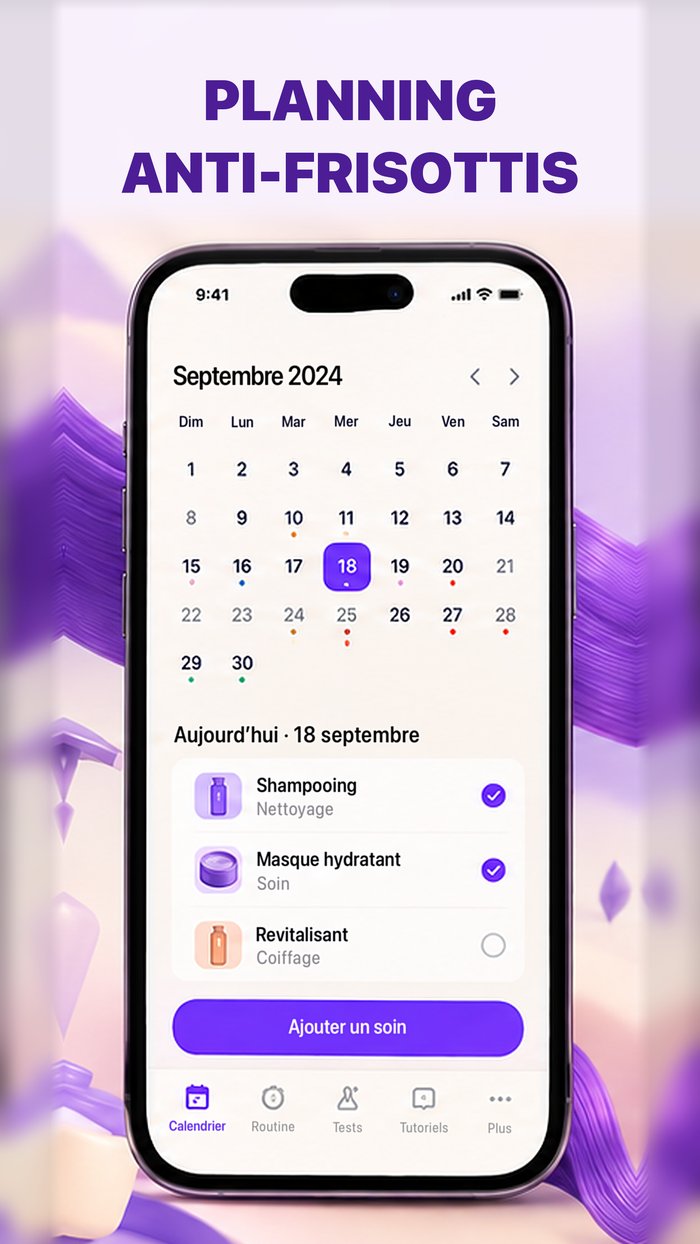 PLANNING
ANTI-FRISOTTIS
9:41
Septembre 2024
Dim Lun Mar Mer Jeu Ven Sam
1 2 3 4 5 6 7
8 9 10 11 12 13 14
15 16 17 18 19 20 21
22 23 24 25 26 27 28
29 30
Aujourd'hui · 18 septembre
Shampooing
Nettoyage
Masque hydratant
Soin
Revitalisant
Coiffage
Ajouter un soin
Calendrier Routine Tests Tutoriels Plus